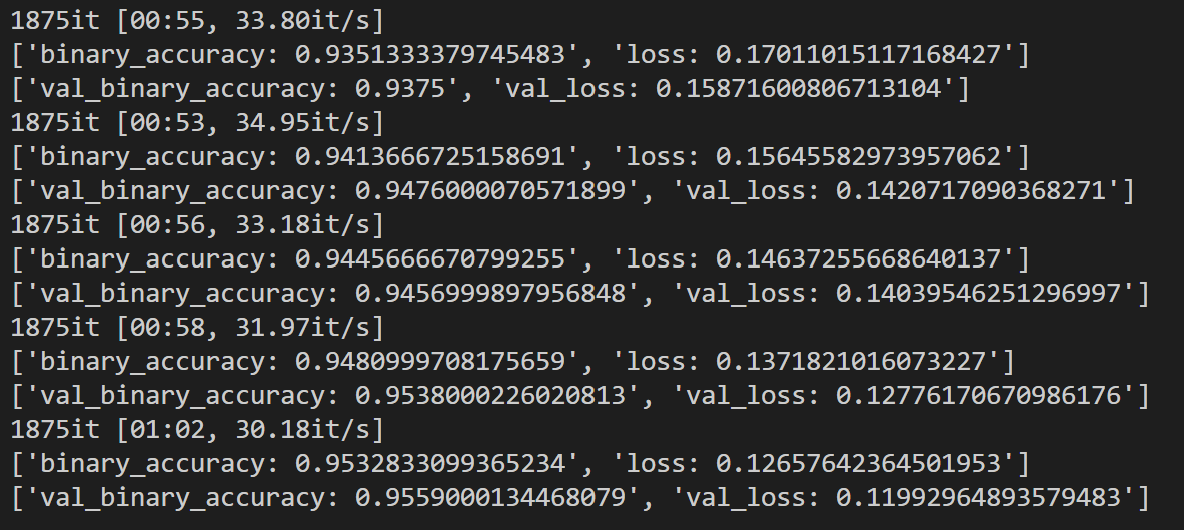 1875it [00:55, 33.80it/s]
['binary_accuracy: 0.9351333379745483', 'loss: 0.17011015117168427']
['val_binary_accuracy: 0.9375', 'val_loss: 0.15871600806713104']
1875it [00:53, 34.95it/s]
['binary_accuracy: 0.9413666725158691', 'loss: 0.15645582973957062']
['val_binary_accuracy: 0.9476000070571899', 'val_loss: 0.1420717090368271']
1875it [00:56, 33.18it/s]
['binary_accuracy: 0.9445666670799255', 'loss: 0.14637255668640137']
['val_binary_accuracy: 0.9456999897956848', 'val_loss: 0.14039546251296997']
1875it [00:58, 31.97it/s]
['binary_accuracy: 0.9480999708175659', 'loss: 0.1371821016073227']
['val_binary_accuracy: 0.9538000226020813', 'val_loss: 0.12776170670986176']
1875it [01:02, 30.18it/s]
['binary_accuracy: 0.9532833099365234', 'loss: 0.12657642364501953']
['val_binary_accuracy: 0.9559000134468079', 'val_loss: 0.11992964893579483']